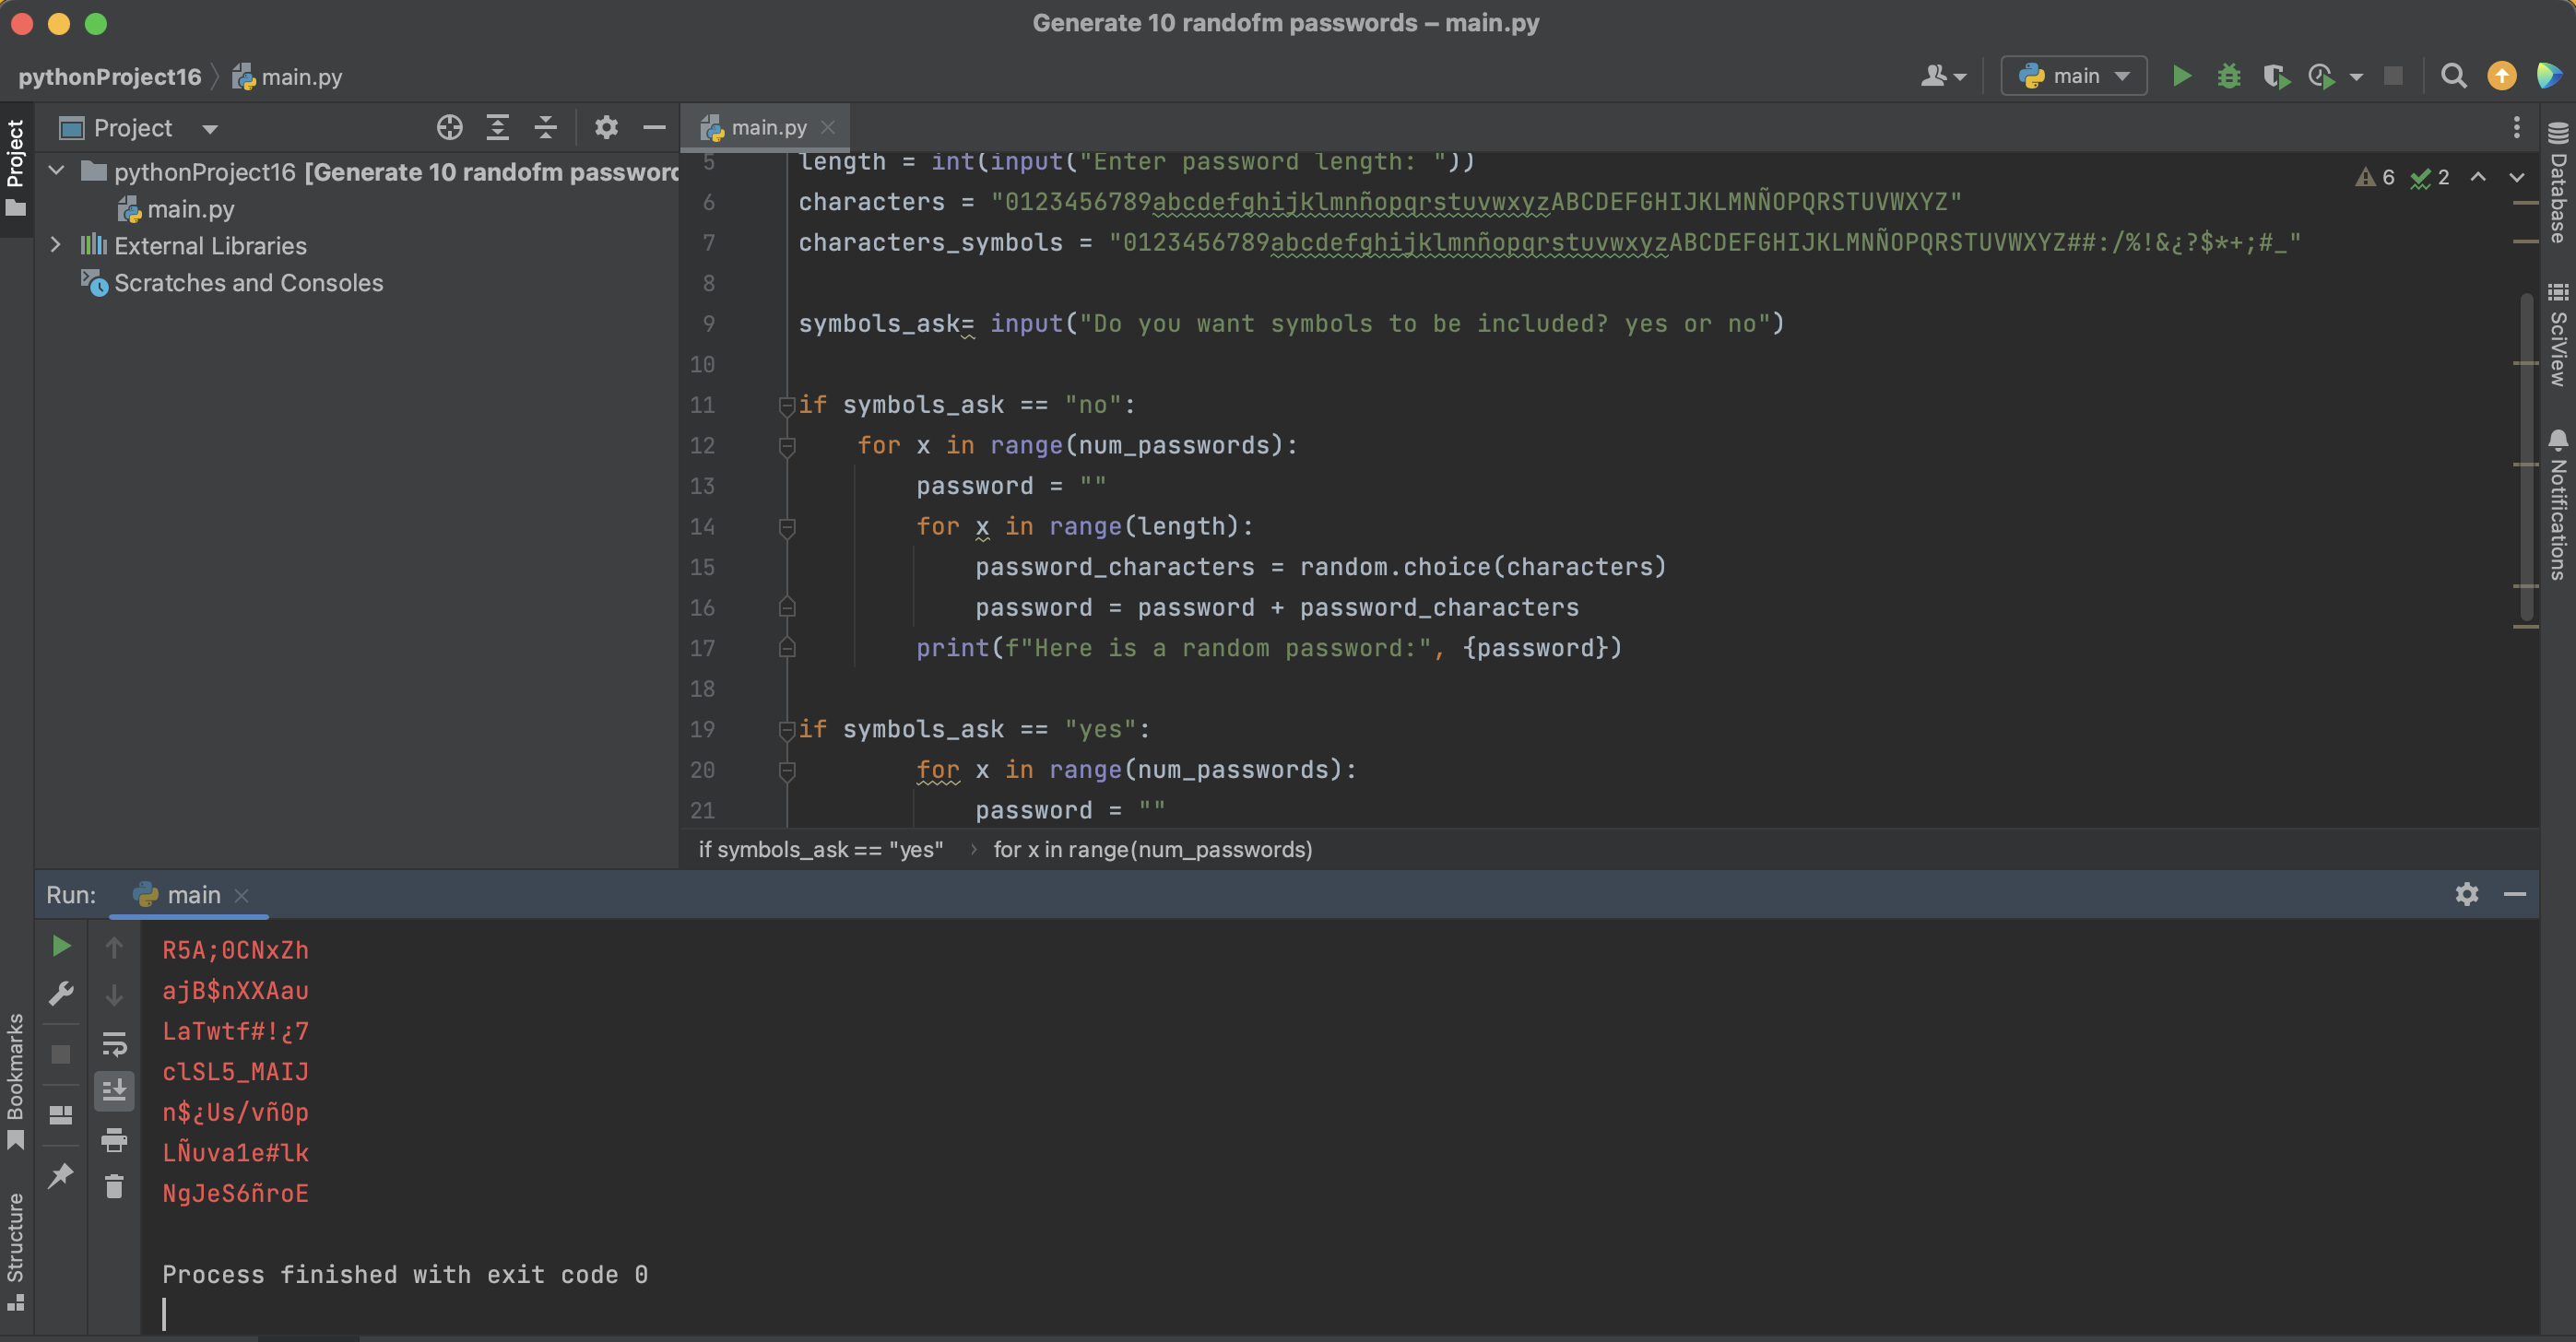 Generate 10 randofm passwords – main.py
pythonProject16 main.py
main
Project
main.py
pythonProject16 [Generate 10 randofm password
main.py
External Libraries
Scratches and Consoles
Project
Bookmarks
Structure
5 length = int(input("Enter password length: "))
6 characters = "0123456789abcdefghijklmnñopqrstuvwxyzABCDEFGHIJKLMNÑOPQRSTUVWXYZ"
7 characters_symbols = "0123456789abcdefghijklmnñopqrstuvwxyzABCDEFGHIJKLMNÑOPQRSTUVWXYZ##:/%!&¿?$*+;#_"
8
9 symbols_ask= input("Do you want symbols to be included? yes or no")
10
11 if symbols_ask == "no":
12 for x in range(num_passwords):
13 password = ""
14 for x in range(length):
15 password_characters = random.choice(characters)
16 password = password + password_characters
17 print(f"Here is a random password:", {password})
18
19 if symbols_ask == "yes":
20 for x in range(num_passwords):
21 password = ""
6 2
if symbols_ask == "yes" › for x in range(num_passwords)
Database
SciView
Notifications
Run: main
R5A;0CNxZh
ajB$nXXAau
LaTwtf#!¿7
clSL5_MAIJ
n$¿Us/vñ0p
LÑuva1e#lk
NgJeS6ñroE
Process finished with exit code 0